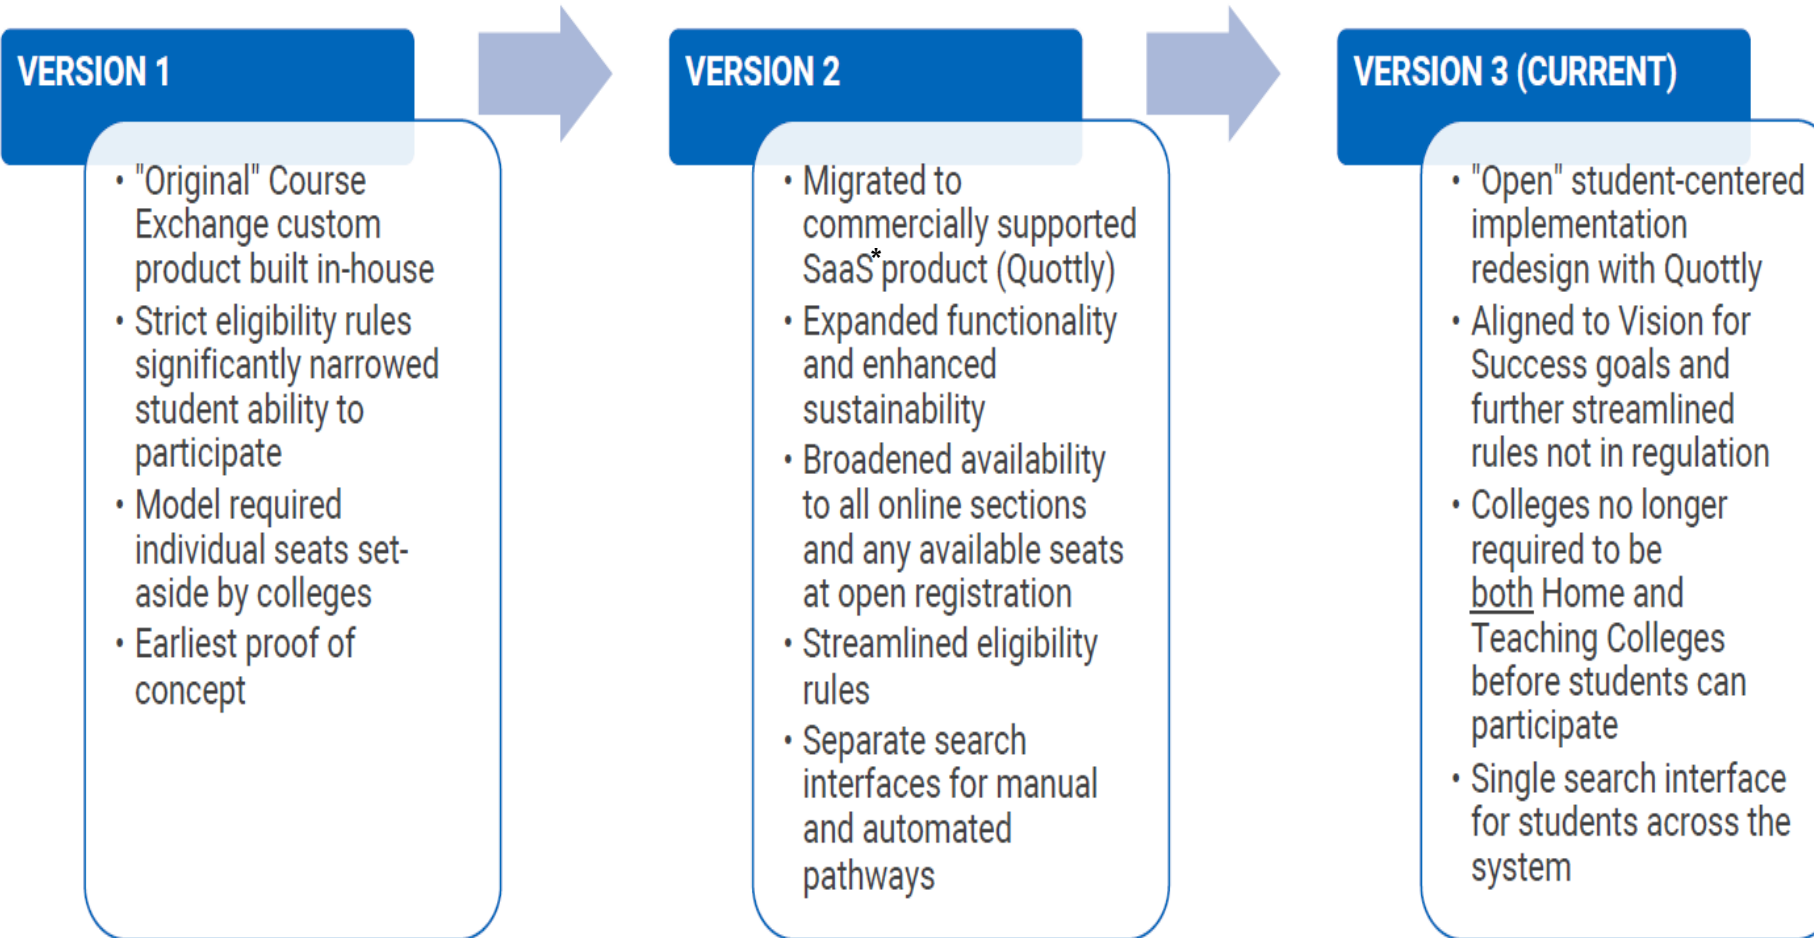 VERSION 1
• "Original" Course
Exchange custom
product built in-house
• Strict eligibility rules
significantly narrowed
student ability to
participate
• Model required
individual seats set-
aside by colleges
• Earliest proof of
concept
VERSION 2
• Migrated to
commercially supported
SaaS* product (Quottly)
• Expanded functionality
and enhanced
sustainability
• Broadened availability
to all online sections
and any available seats
at open registration
• Streamlined eligibility
rules
• Separate search
interfaces for manual
and automated
pathways
VERSION 3 (CURRENT)
• "Open" student-centered
implementation
redesign with Quottly
• Aligned to Vision for
Success goals and
further streamlined
rules not in regulation
• Colleges no longer
required to be
both Home and
Teaching Colleges
before students can
participate
• Single search interface
for students across the
system